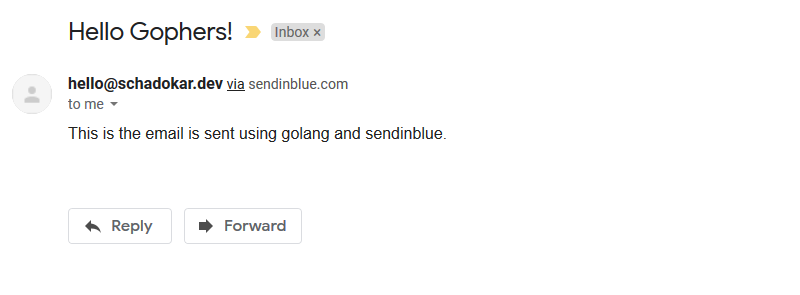 Hello Gophers! Inbox ×
hello@schadokar.dev via sendinblue.com
to me
This is the email is sent using golang and sendinblue.
Reply Forward